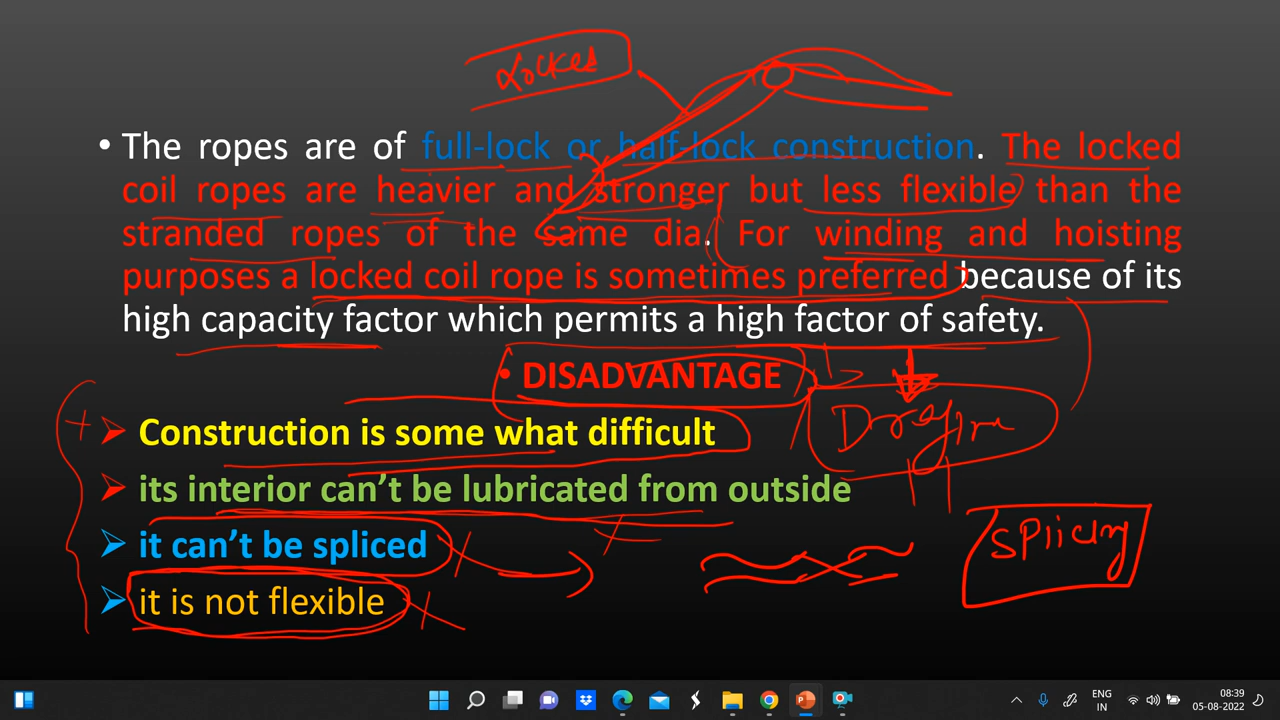 Locked
• The ropes are of full-lock or half-lock construction. The locked
coil ropes are heavier and stronger but less flexible than the
stranded ropes of the same dia. For winding and hoisting
purposes a locked coil rope is sometimes preferred because of its
high capacity factor which permits a high factor of safety.
• DISADVANTAGE
➢ Construction is some what difficult
➢ its interior can't be lubricated from outside
➢ it can't be spliced
splicing
➢ it is not flexible
ENG
IN
08:39
05-08-2022